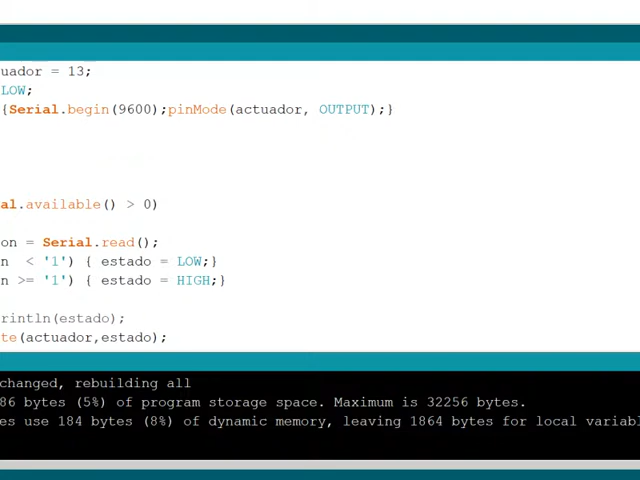 uador = 13;
LOW;
{Serial.begin(9600);pinMode(actuador, OUTPUT);}
al.available() > 0)
on = Serial.read();
n < '1') { estado = LOW;}
n >= '1') { estado = HIGH;}
rintln(estado);
te(actuador,estado);
changed, rebuilding all
86 bytes (5%) of program storage space. Maximum is 32256 bytes.
es use 184 bytes (8%) of dynamic memory, leaving 1864 bytes for local variabl